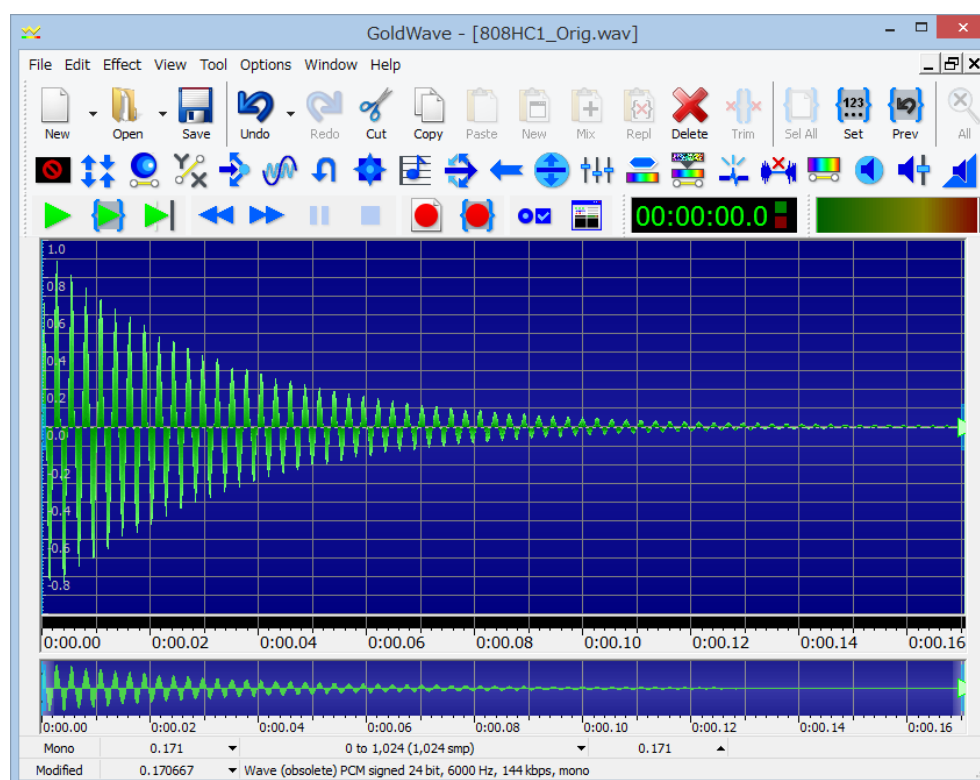 GoldWave - [808HC1_Orig.wav]
File Edit Effect View Tool Options Window Help
New Open Save Undo Redo Cut Copy Paste New Mix Repl Delete Trim Sel All Set Prev All
00:00:00.0
1.0
0.8
0.6
0.4
0.2
0.0
-0.2
-0.4
-0.6
-0.8
0:00.00 0:00.02 0:00.04 0:00.06 0:00.08 0:00.10 0:00.12 0:00.14 0:00.16
0:00.00 0:00.02 0:00.04 0:00.06 0:00.08 0:00.10 0:00.12 0:00.14 0:00.16
Mono 0.171 0 to 1,024 (1,024 smp) 0.171
Modified 0.170667 Wave (obsolete) PCM signed 24 bit, 6000 Hz, 144 kbps, mono